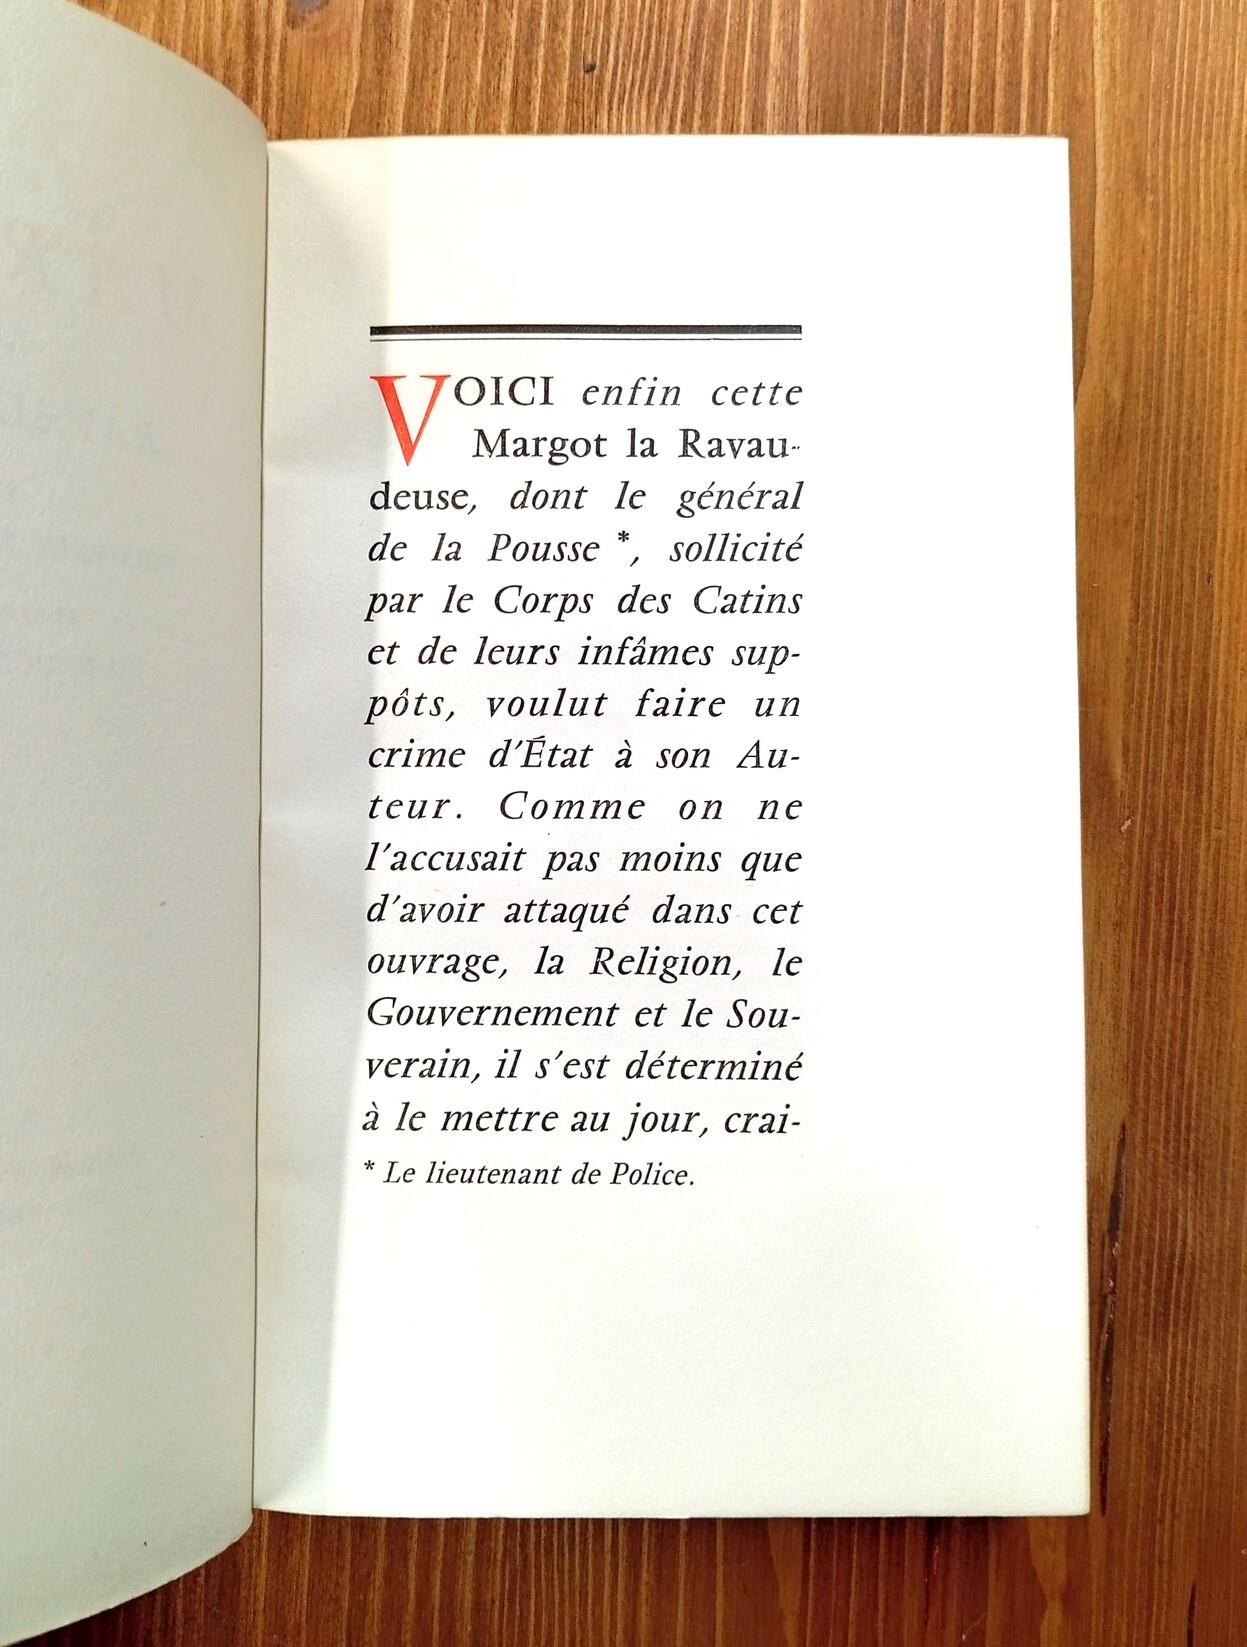 VOICI enfin cette
Margot la Ravau-
deuse, dont le général
de la Pousse *, sollicité
par le Corps des Catins
et de leurs infâmes sup-
pôts, voulut faire un
crime d'État à son Au-
teur. Comme on ne
l'accusait pas moins que
d'avoir attaqué dans cet
ouvrage, la Religion, le
Gouvernement et le Sou-
verain, il s'est déterminé
à le mettre au jour, crai-
* Le lieutenant de Police.